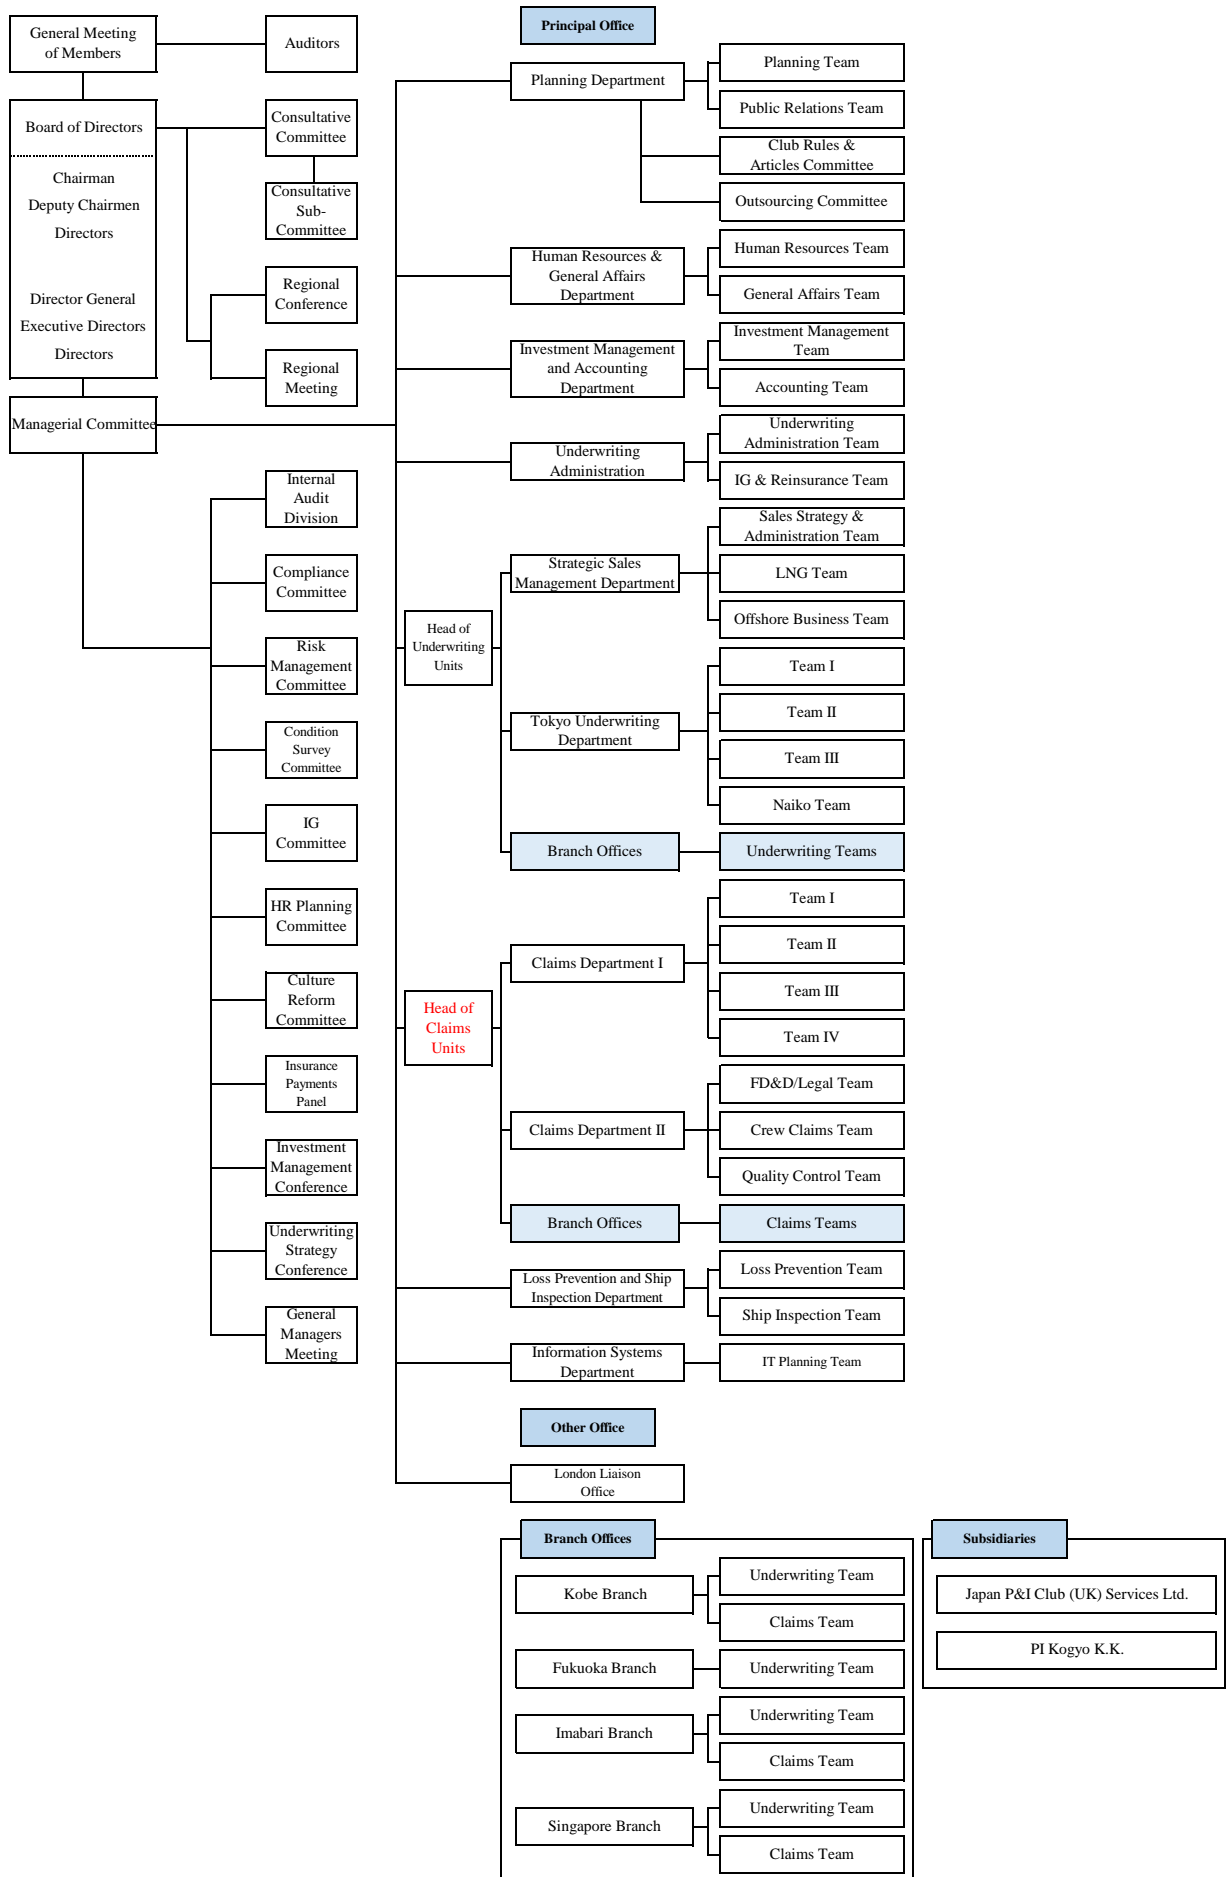 General Meeting
of Members
Auditors
Board of Directors
Chairman
Deputy Chairmen
Directors
Director General
Executive Directors
Directors
Consultative
Committee
Consultative
Sub-
Committee
Regional
Conference
Regional
Meeting
Managerial Committee
Internal
Audit
Division
Compliance
Committee
Risk
Management
Committee
Condition
Survey
Committee
IG
Committee
HR Planning
Committee
Culture
Reform
Committee
Insurance
Payments
Panel
Investment
Management
Conference
Underwriting
Strategy
Conference
General
Managers
Meeting
Principal Office
Planning Department
Planning Team
Public Relations Team
Club Rules &
Articles Committee
Outsourcing Committee
Human Resources &
General Affairs
Department
Human Resources Team
General Affairs Team
Investment Management
and Accounting
Department
Investment Management
Team
Accounting Team
Underwriting
Administration
Underwriting
Administration Team
IG & Reinsurance Team
Head of
Underwriting
Units
Strategic Sales
Management Department
Sales Strategy &
Administration Team
LNG Team
Offshore Business Team
Tokyo Underwriting
Department
Team I
Team II
Team III
Naiko Team
Branch Offices
Underwriting Teams
Head of
Claims
Units
Claims Department I
Team I
Team II
Team III
Team IV
Claims Department II
FD&D/Legal Team
Crew Claims Team
Quality Control Team
Branch Offices
Claims Teams
Loss Prevention and Ship
Inspection Department
Loss Prevention Team
Ship Inspection Team
Information Systems
Department
IT Planning Team
Other Office
London Liaison
Office
Branch Offices
Kobe Branch
Underwriting Team
Claims Team
Fukuoka Branch
Underwriting Team
Imabari Branch
Underwriting Team
Claims Team
Singapore Branch
Underwriting Team
Claims Team
Subsidiaries
Japan P&I Club (UK) Services Ltd.
PI Kogyo K.K.